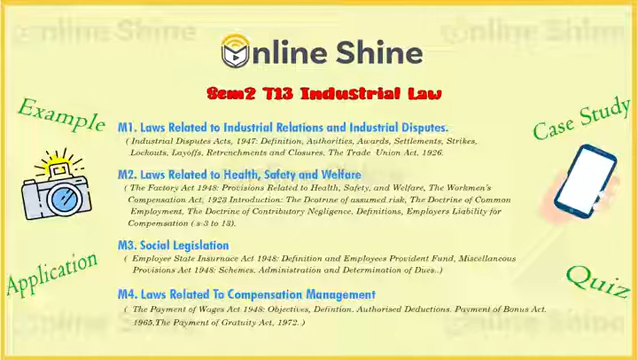 Online Shine
Sem2 T13 Industrial Law
Example
Case Study
M1. Laws Related to Industrial Relations and Industrial Disputes.
( Industrial Disputes Acts, 1947: Definition, Authorities, Awards, Settlements, Strikes,
Lockouts, Layoffs, Retrenchments and Closures, The Trade Union Act, 1926.
M2. Laws Related to Health, Safety and Welfare
( The Factory Act 1948: Provisions Related to Health, Safety, and Welfare, The Workmen's
Compensation Act, 1923 Introduction: The Doctrine of assumed risk, The Doctrine of Common
Employment, The Doctrine of Contributory Negligence, Definitions, Employers Liability for
Compensation ( s:3 to 13).
M3. Social Legislation
( Employer State Insurnace Act 1948: Definition and Employees Provident Fund, Miscellaneous
Provisions Act 1948: Schemes, Administration and Determination of Dues..)
Application
Quiz
M4. Laws Related To Compensation Management
( The Payment of Wages Act 1948: Objectives, Defintion, Authorised Deductions. Payment of Bonus Act.
1965,The Payment of Gratuity Act, 1972. )